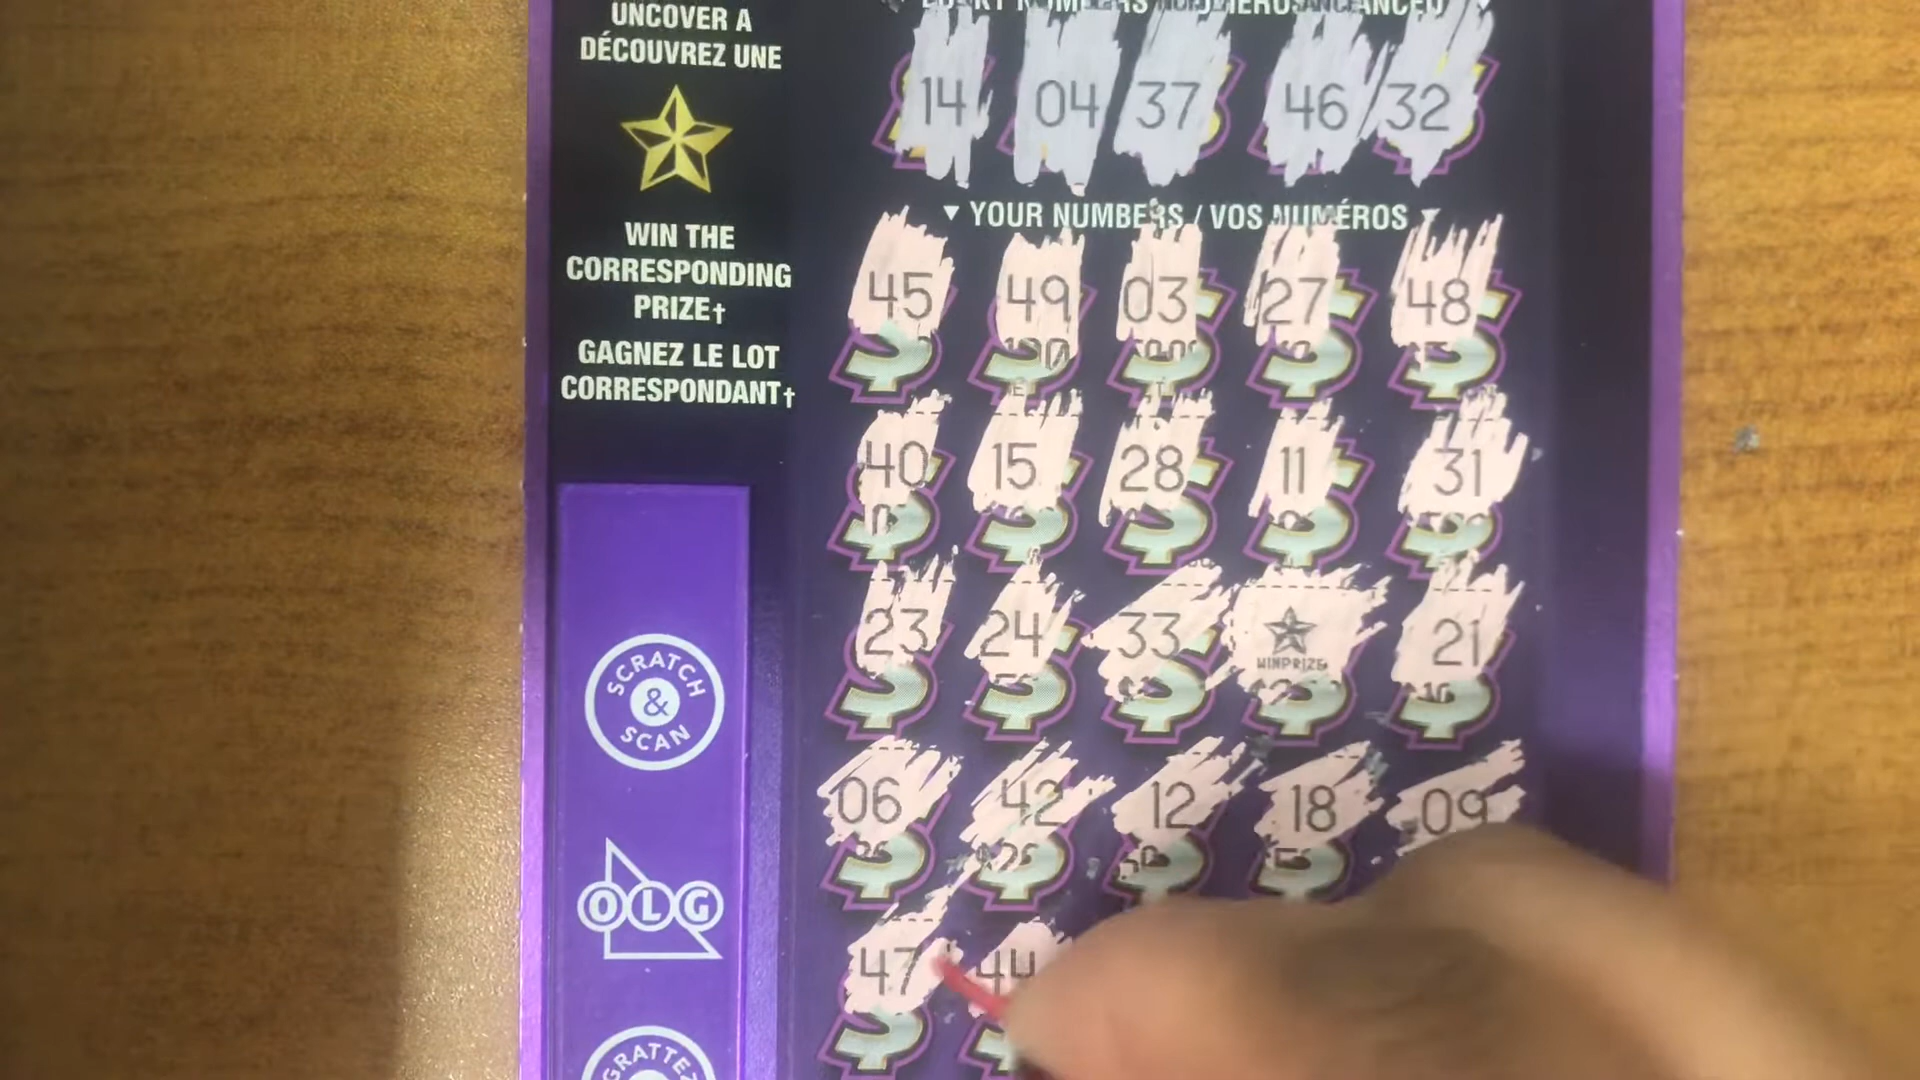 UNCOVER A
DÉCOUVREZ UNE
WIN THE
CORRESPONDING
PRIZE†
GAGNEZ LE LOT
CORRESPONDANT†
14 04 37 46 32
▼ YOUR NUMBERS / VOS NUMÉROS ▼
45 49 03 27 48
40 15 28 11 31
23 24 33 21
WINPRIZE
06 42 12 18 09
47 44
SCRATCH
&
SCAN
OLG
GRATTEZ